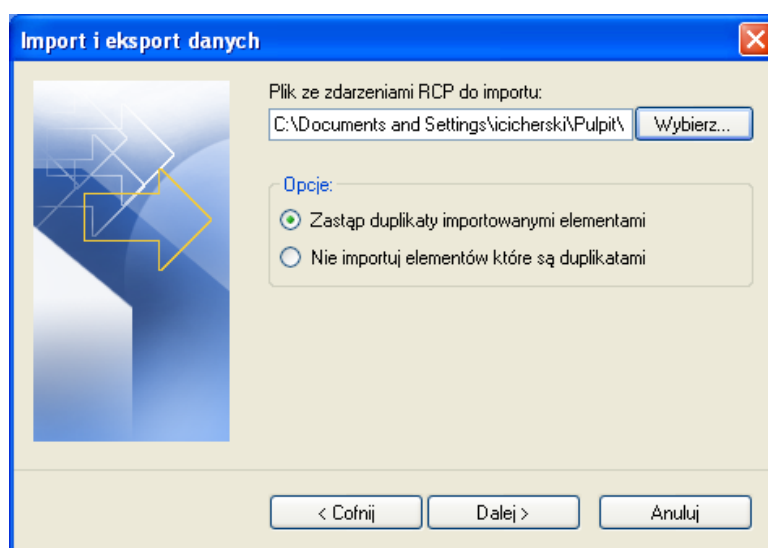 Import i eksport danych
Plik ze zdarzeniami RCP do importu:
C:\Documents and Settings\icicherski\Pulpit\
Wybierz...
Opcje:
Zastąp duplikaty importowanymi elementami
Nie importuj elementów które są duplikatami
< Cofnij
Dalej >
Anuluj